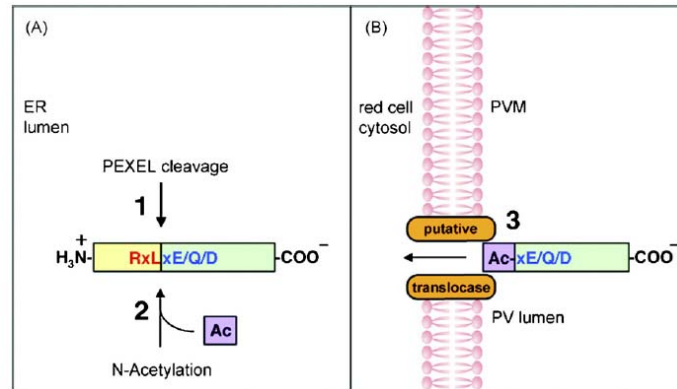 (A)
ER
lumen
PEXEL cleavage
1
+
H₃N-
RxL
xE/Q/D
-COO⁻
2
Ac
N-Acetylation
(B)
red cell
cytosol
PVM
putative
3
Ac-xE/Q/D
-COO⁻
translocase
PV lumen